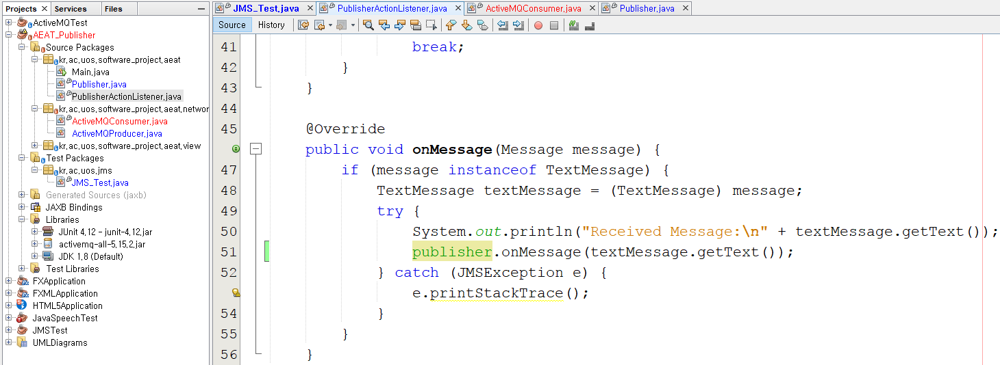 Projects Services Files
ActiveMQTest
AEAT_Publisher
Source Packages
kr.ac.uos.software_project.aeat
Main.java
Publisher.java
PublisherActionListener.java
kr.ac.uos.software_project.aeat.networ
ActiveMQConsumer.java
ActiveMQProducer.java
kr.ac.uos.software_project.aeat.view
Test Packages
kr.ac.uos.jms
JMS_Test.java
Generated Sources (jaxb)
JAXB Bindings
Libraries
JUnit 4.12 - junit-4.12.jar
activemq-all-5.15.2.jar
JDK 1.8 (Default)
Test Libraries
FXApplication
FXMLApplication
HTML5Application
JavaSpeechTest
JMSTest
UMLDiagrams
JMS_Test.java PublisherActionListener.java ActiveMQConsumer.java Publisher.java
Source History
41 break;
42 }
43 }
44
45 @Override
public void onMessage(Message message) {
47 if (message instanceof TextMessage) {
48 TextMessage textMessage = (TextMessage) message;
49 try {
50 System.out.println("Received Message:\n" + textMessage.getText());
51 publisher.onMessage(textMessage.getText());
52 } catch (JMSException e) {
e.printStackTrace();
54 }
55 }
56 }